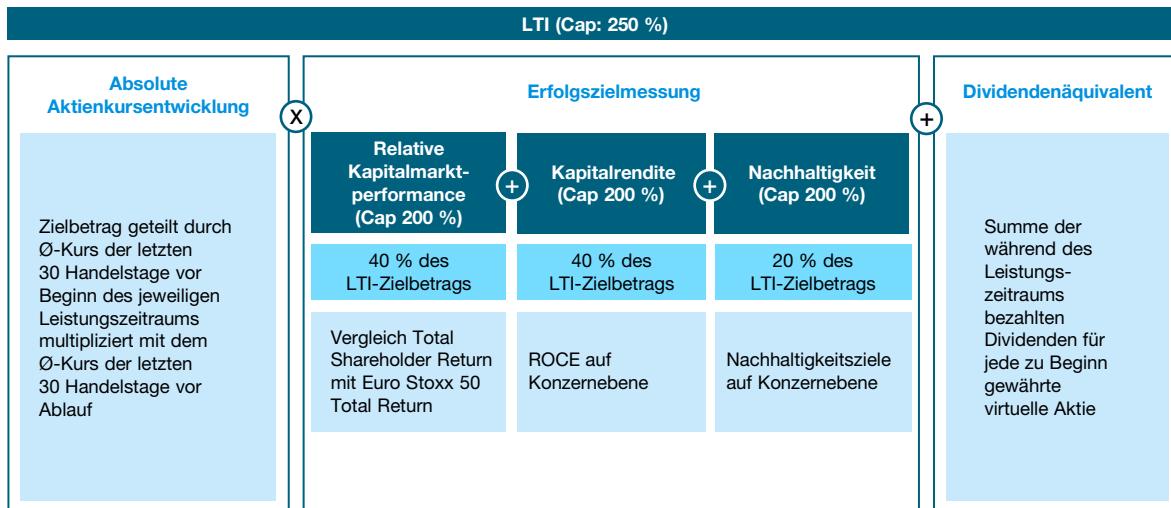 LTI (Cap: 250 %)
Absolute
Aktienkursentwicklung
X
Zielbetrag geteilt durch
Ø-Kurs der letzten
30 Handelstage vor
Beginn des jeweiligen
Leistungszeitraums
multipliziert mit dem
Ø-Kurs der letzten
30 Handelstage vor
Ablauf
Erfolgszielmessung
Relative
Kapitalmarkt-
performance
(Cap 200 %)
+
Kapitalrendite
(Cap 200 %)
+
Nachhaltigkeit
(Cap 200 %)
40 % des
LTI-Zielbetrags
40 % des
LTI-Zielbetrags
20 % des
LTI-Zielbetrags
Vergleich Total
Shareholder Return
mit Euro Stoxx 50
Total Return
ROCE auf
Konzernebene
Nachhaltigkeitsziele
auf Konzernebene
+
Dividendenäquivalent
Summe der
während des
Leistungs-
zeitraums
bezahlten
Dividenden für
jede zu Beginn
gewährte
virtuelle Aktie